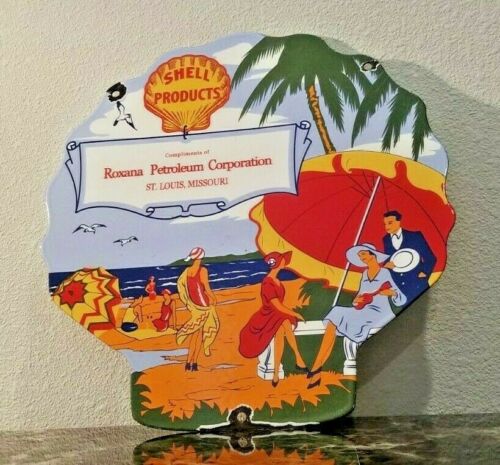 SHELL
PRODUCTS
Compliments of
Roxana Petroleum Corporation
ST. LOUIS, MISSOURI